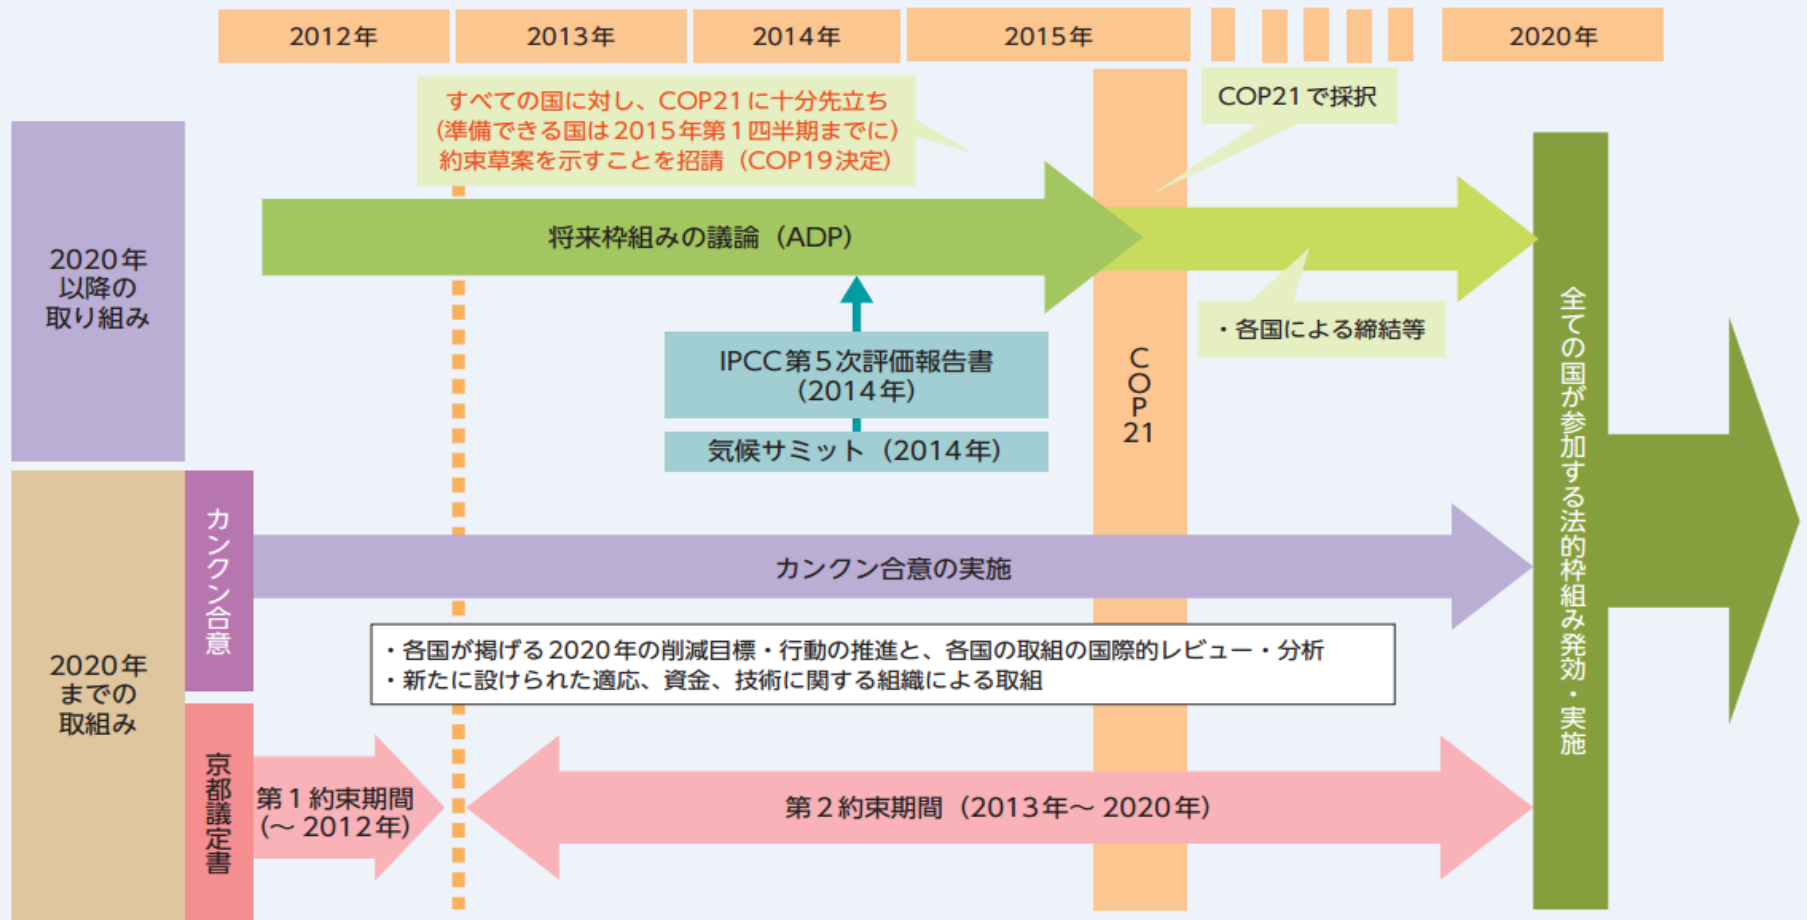 2012年
2013年
2014年
2015年
2020年
すべての国に対し、COP21に十分先立ち
(準備できる国は2015年第1四半期までに)
約束草案を示すことを招請（COP19決定）
COP21で採択
2020年
以降の
取り組み
将来枠組みの議論（ADP）
・各国による締結等
IPCC第5次評価報告書
（2014年）
気候サミット（2014年）
COP21
全ての国が参加する法的枠組み発効・実施
2020年
までの
取組み
カンクン合意
カンクン合意の実施
・各国が掲げる2020年の削減目標・行動の推進と、各国の取組の国際的レビュー・分析
・新たに設けられた適応、資金、技術に関する組織による取組
京都議定書
第1約束期間
(～2012年)
第2約束期間（2013年～2020年）